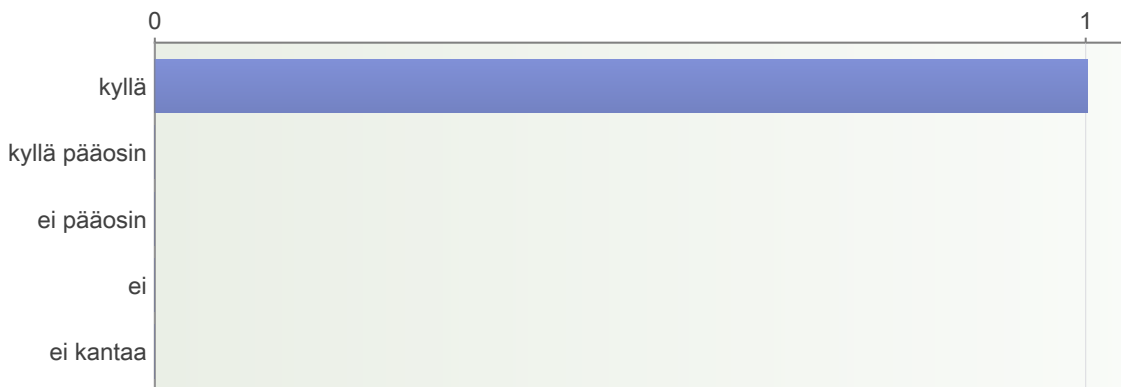 0 1
kyllä
kyllä pääosin
ei pääosin
ei
ei kantaa